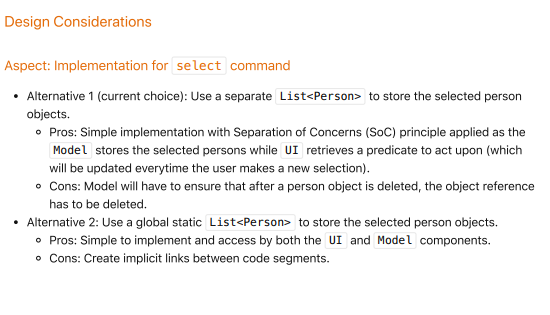 Design Considerations
Aspect: Implementation for select command
• Alternative 1 (current choice): Use a separate List<Person> to store the selected person
objects.
◦ Pros: Simple implementation with Separation of Concerns (SoC) principle applied as the
Model stores the selected persons while UI retrieves a predicate to act upon (which
will be updated everytime the user makes a new selection).
◦ Cons: Model will have to ensure that after a person object is deleted, the object reference
has to be deleted.
• Alternative 2: Use a global static List<Person> to store the selected person objects.
◦ Pros: Simple to implement and access by both the UI and Model components.
◦ Cons: Create implicit links between code segments.